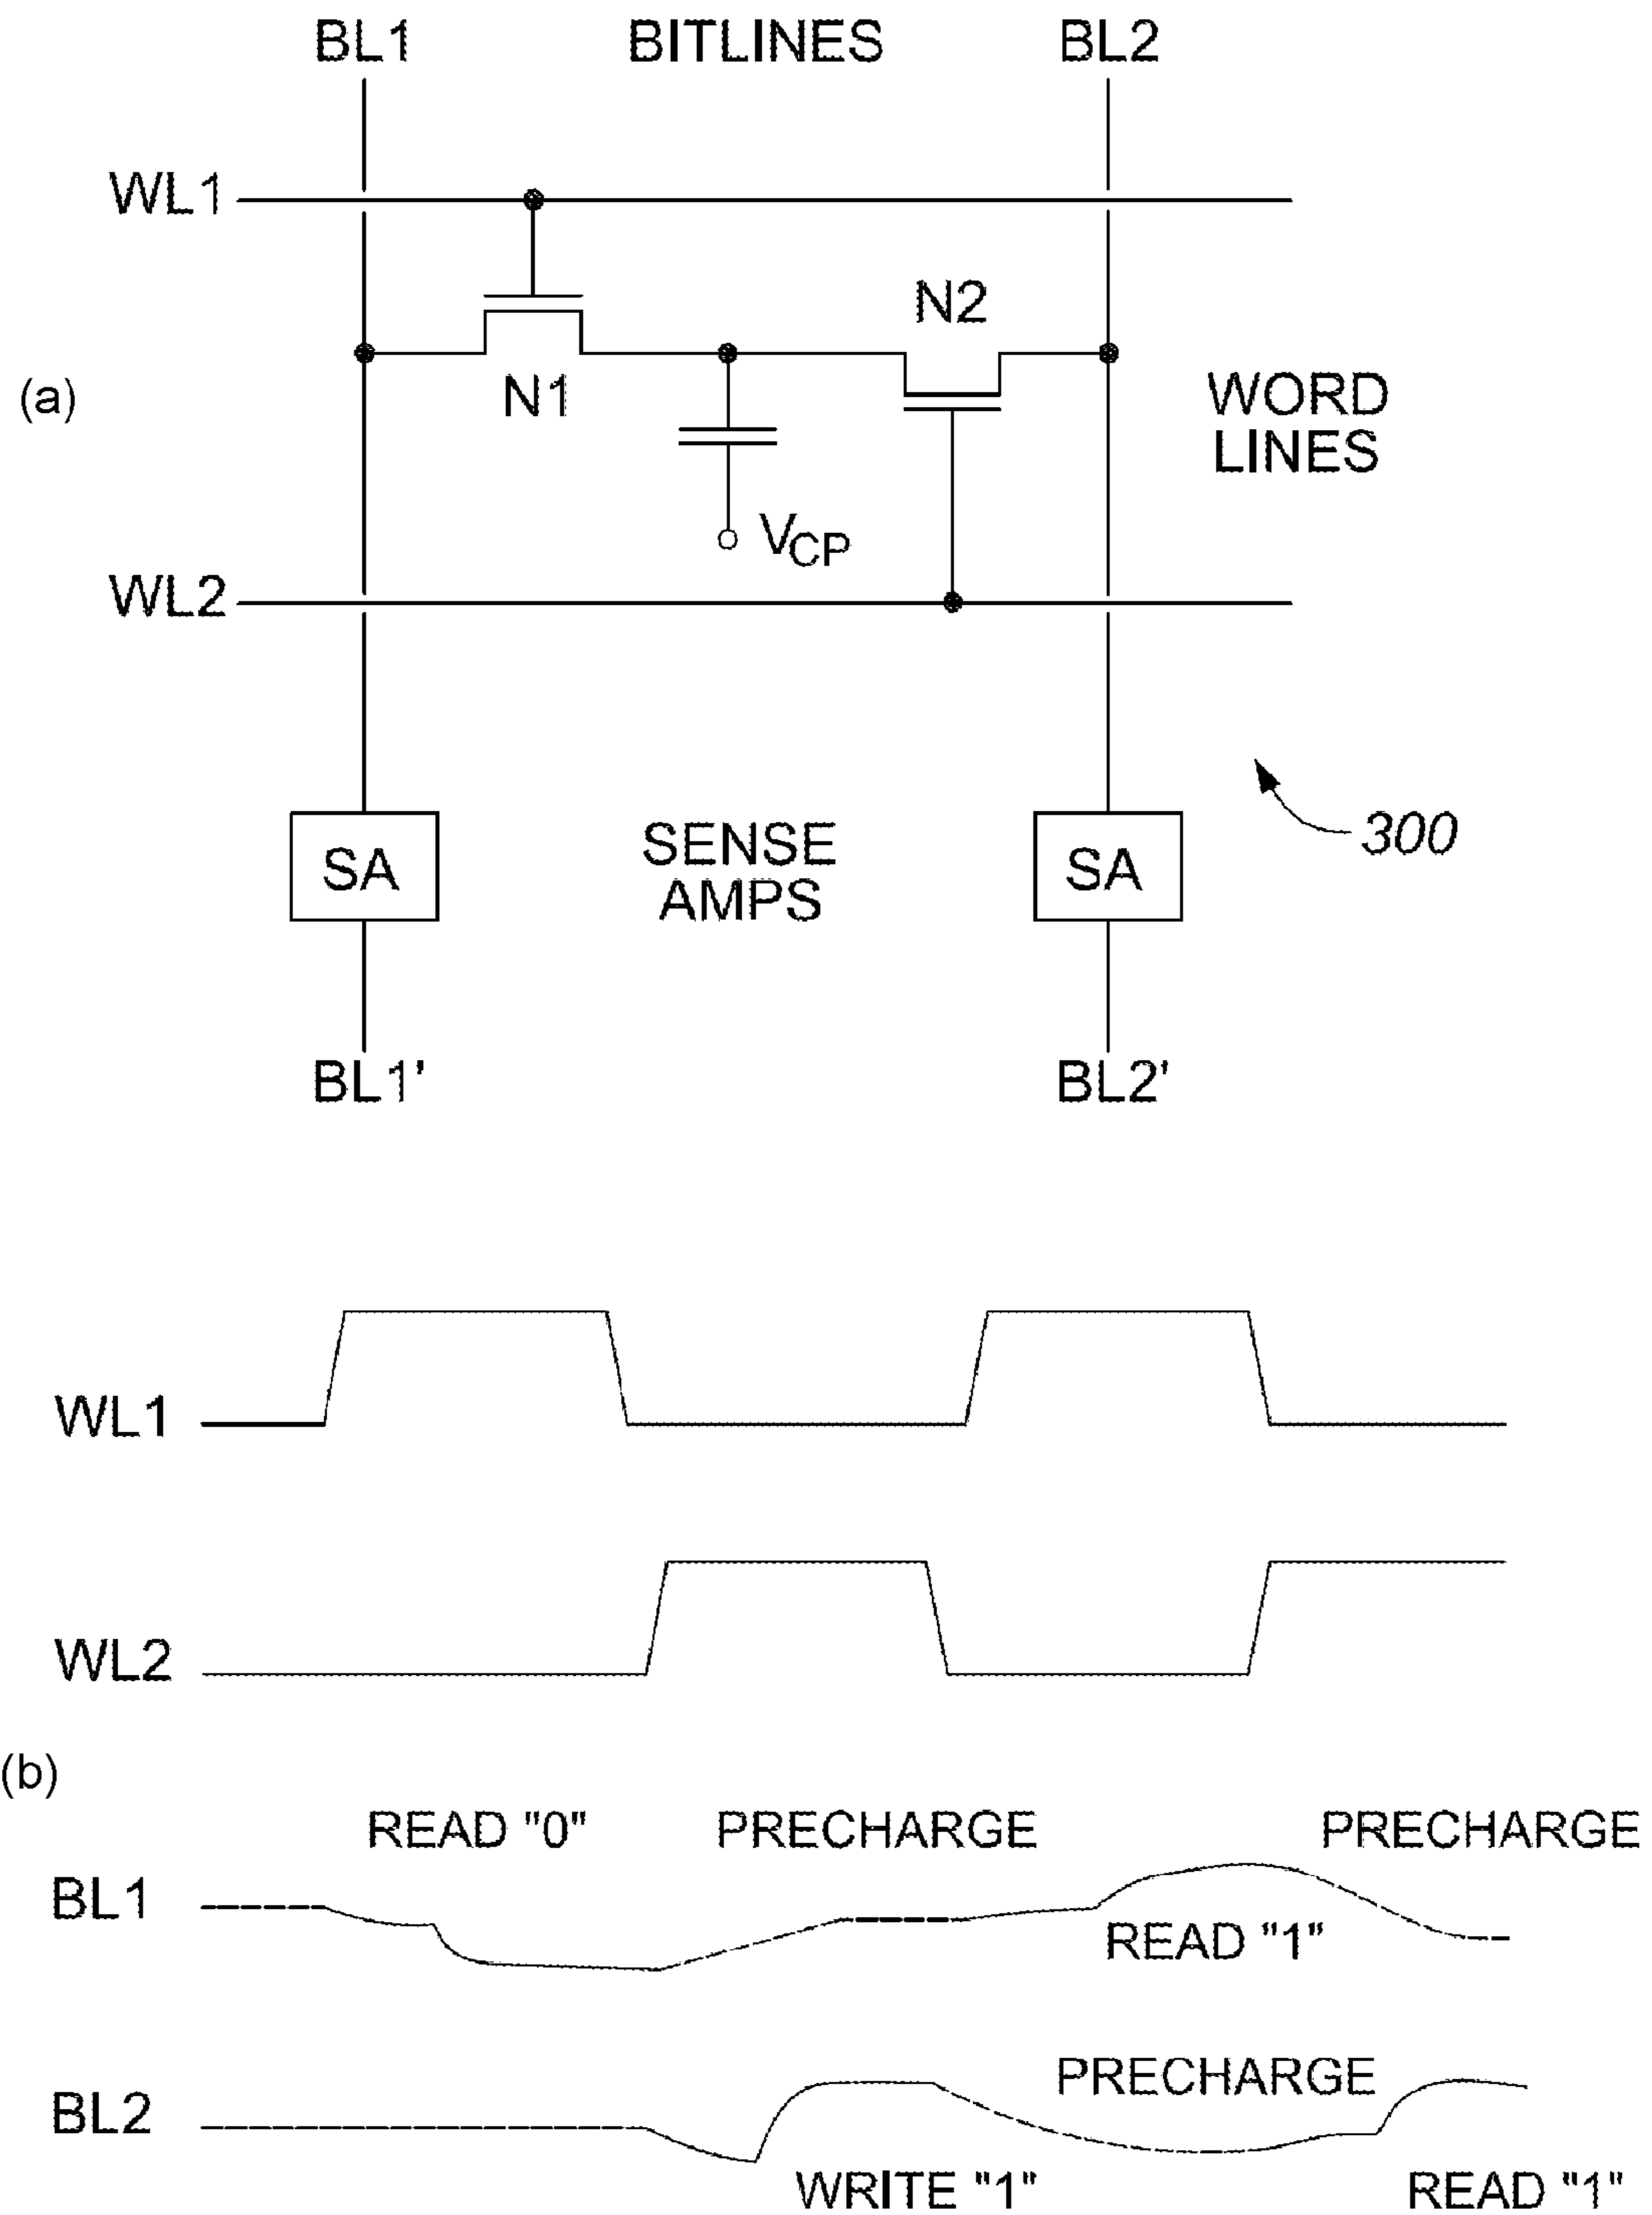 BL1 BITLINES BL2
WL1
N2
(a) N1 WORD
LINES
VCP
WL2
SA SENSE SA 300
AMPS
BL1' BL2'
WL1
WL2
(b)
READ "0" PRECHARGE PRECHARGE
BL1
READ "1"
PRECHARGE
BL2
WRITE "1" READ "1"